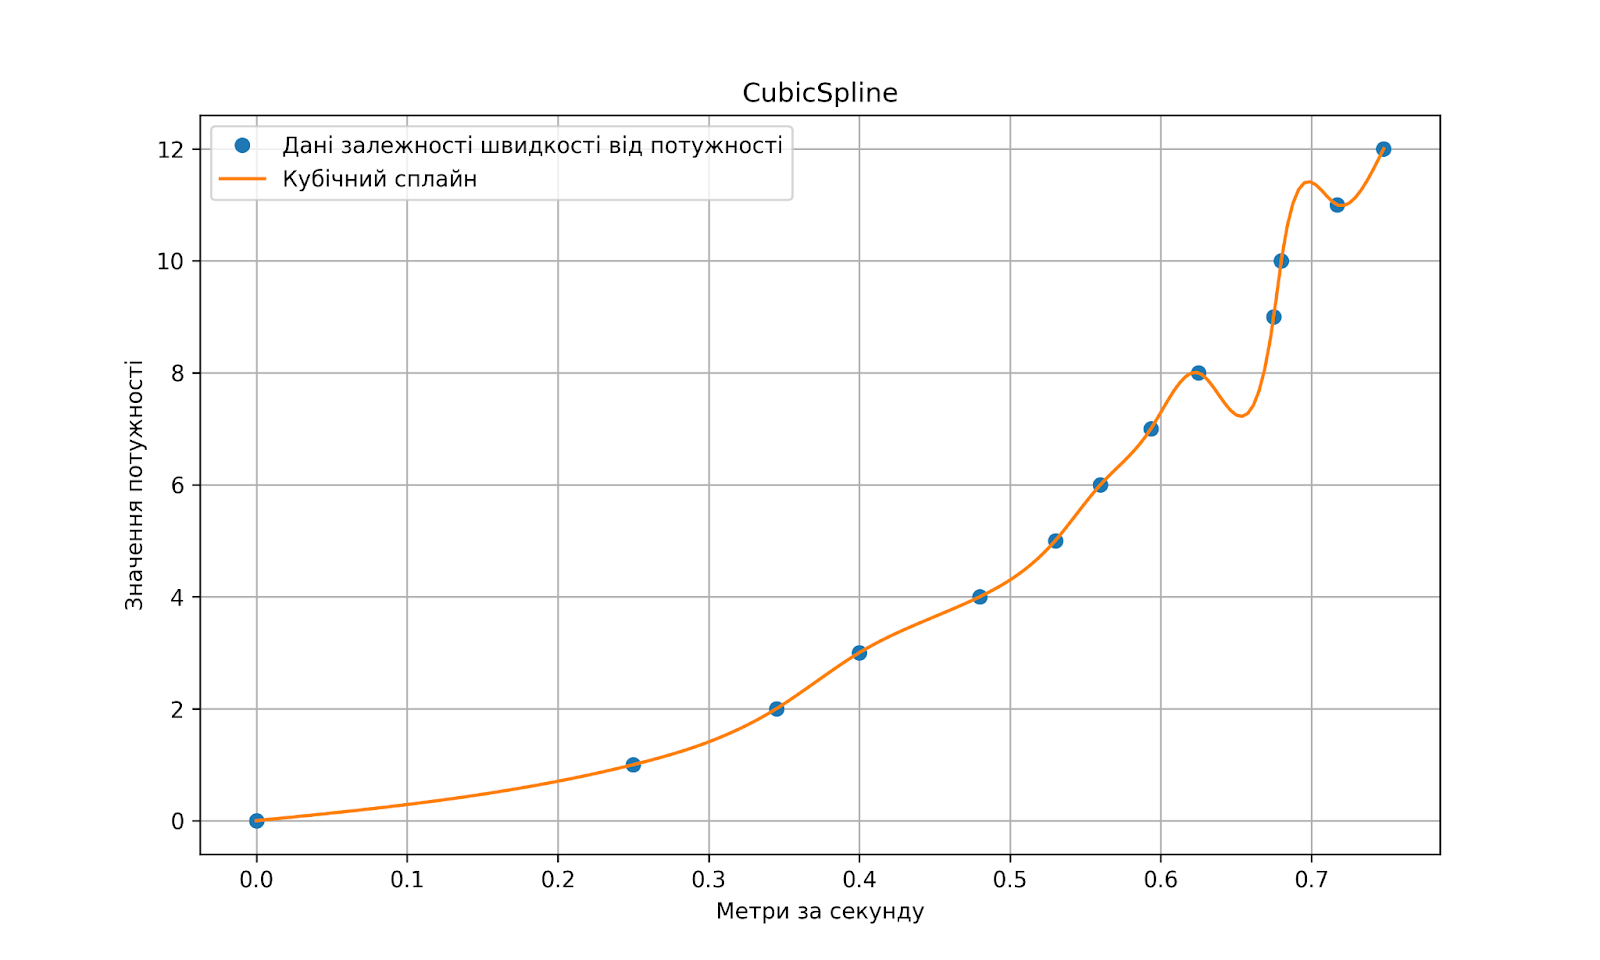 CubicSpline
Дані залежності швидкості від потужності
Кубічний сплайн
Значення потужності
12
10
8
6
4
2
0
0.0 0.1 0.2 0.3 0.4 0.5 0.6 0.7
Метри за секунду